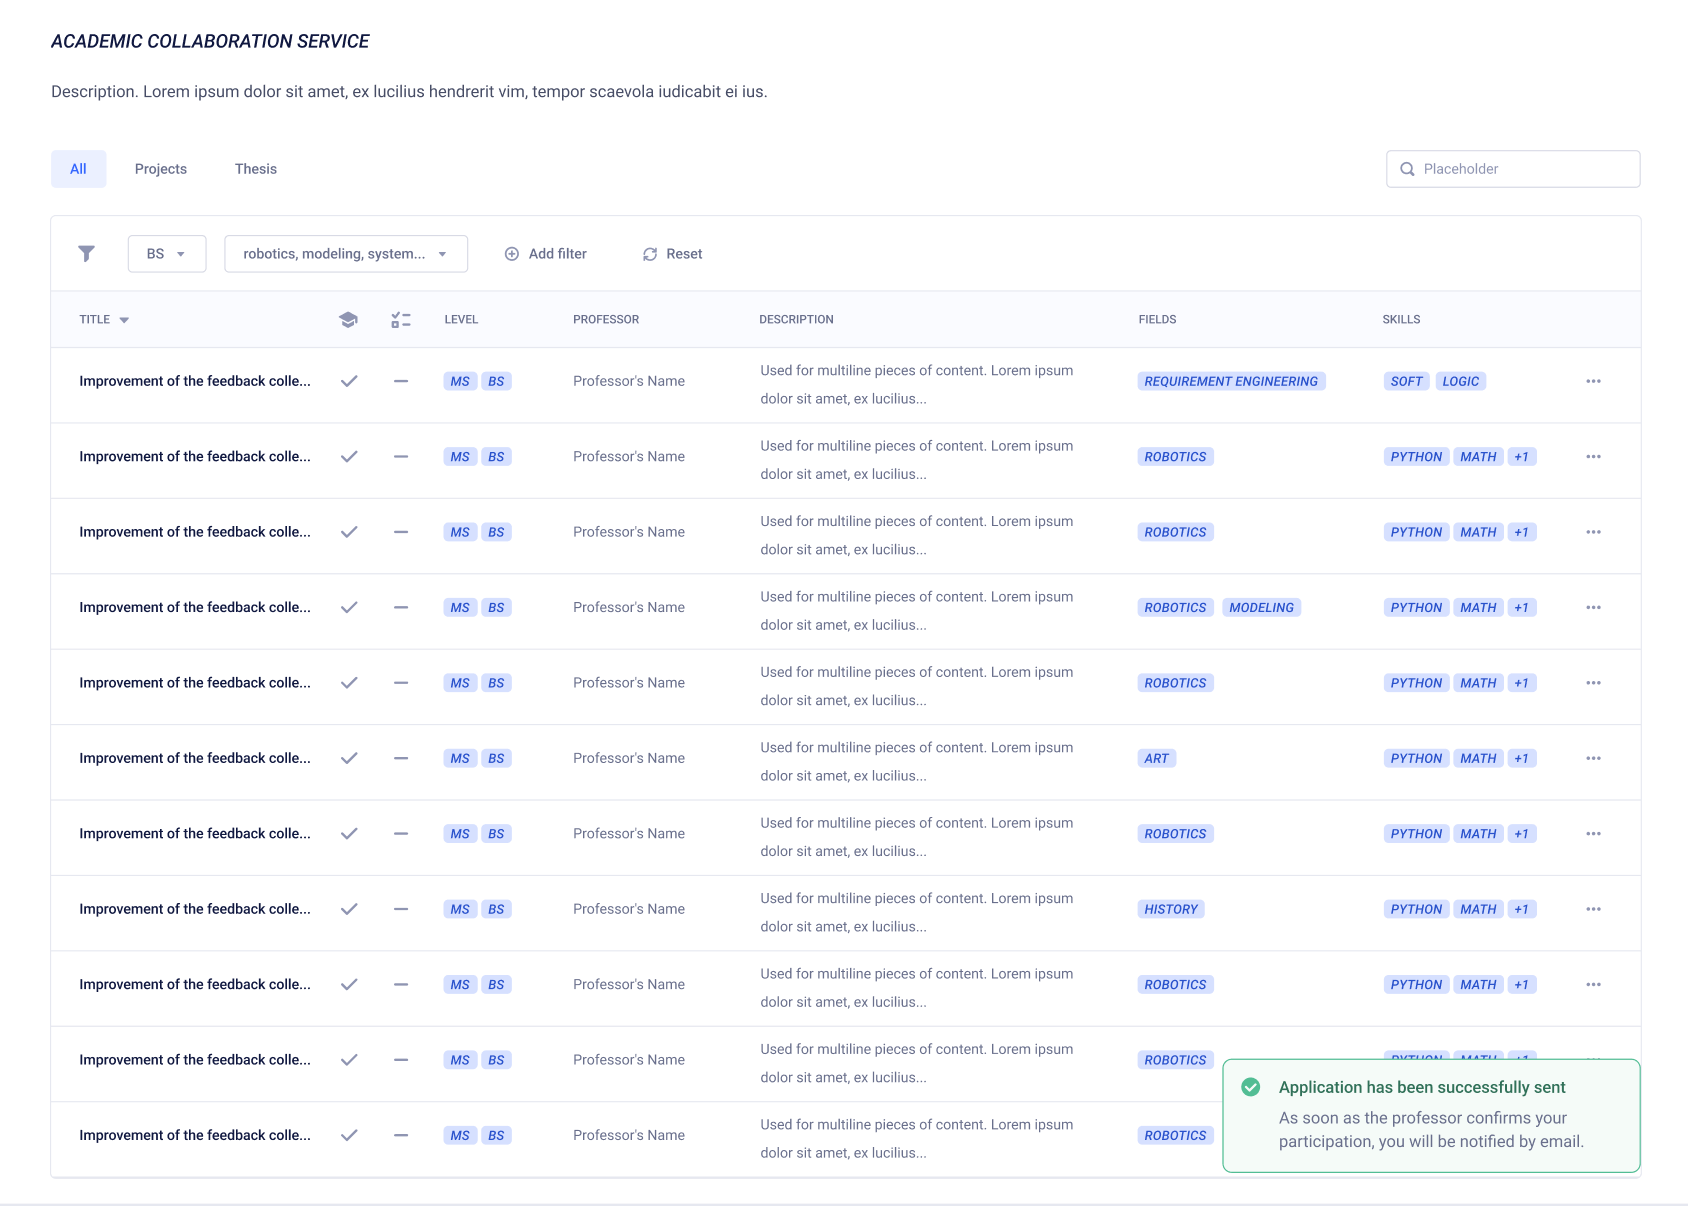 ACADEMIC COLLABORATION SERVICE
Description. Lorem ipsum dolor sit amet, ex lucilius hendrerit vim, tempor scaevola iudicabit ei ius.
All Projects Thesis Placeholder
BS robotics, modeling, system... Add filter Reset
TITLE LEVEL PROFESSOR DESCRIPTION FIELDS SKILLS
Improvement of the feedback colle... MS BS Professor's Name Used for multiline pieces of content. Lorem ipsum
dolor sit amet, ex lucilius... REQUIREMENT ENGINEERING SOFT LOGIC
Improvement of the feedback colle... MS BS Professor's Name Used for multiline pieces of content. Lorem ipsum
dolor sit amet, ex lucilius... ROBOTICS PYTHON MATH +1
Improvement of the feedback colle... MS BS Professor's Name Used for multiline pieces of content. Lorem ipsum
dolor sit amet, ex lucilius... ROBOTICS PYTHON MATH +1
Improvement of the feedback colle... MS BS Professor's Name Used for multiline pieces of content. Lorem ipsum
dolor sit amet, ex lucilius... ROBOTICS MODELING PYTHON MATH +1
Improvement of the feedback colle... MS BS Professor's Name Used for multiline pieces of content. Lorem ipsum
dolor sit amet, ex lucilius... ROBOTICS PYTHON MATH +1
Improvement of the feedback colle... MS BS Professor's Name Used for multiline pieces of content. Lorem ipsum
dolor sit amet, ex lucilius... ART PYTHON MATH +1
Improvement of the feedback colle... MS BS Professor's Name Used for multiline pieces of content. Lorem ipsum
dolor sit amet, ex lucilius... ROBOTICS PYTHON MATH +1
Improvement of the feedback colle... MS BS Professor's Name Used for multiline pieces of content. Lorem ipsum
dolor sit amet, ex lucilius... HISTORY PYTHON MATH +1
Improvement of the feedback colle... MS BS Professor's Name Used for multiline pieces of content. Lorem ipsum
dolor sit amet, ex lucilius... ROBOTICS PYTHON MATH +1
Improvement of the feedback colle... MS BS Professor's Name Used for multiline pieces of content. Lorem ipsum
dolor sit amet, ex lucilius... ROBOTICS PYTHON MATH +1
Improvement of the feedback colle... MS BS Professor's Name Used for multiline pieces of content. Lorem ipsum
dolor sit amet, ex lucilius... ROBOTICS
Application has been successfully sent
As soon as the professor confirms your
participation, you will be notified by email.